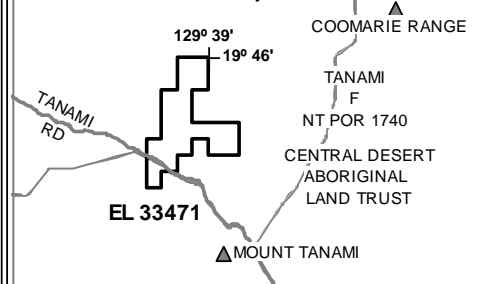 COOMARIE RANGE
129º 39'
19º 46'
TANAMI
F
NT POR 1740
TANAMI
RD
CENTRAL DESERT
ABORIGINAL
LAND TRUST
EL 33471
MOUNT TANAMI